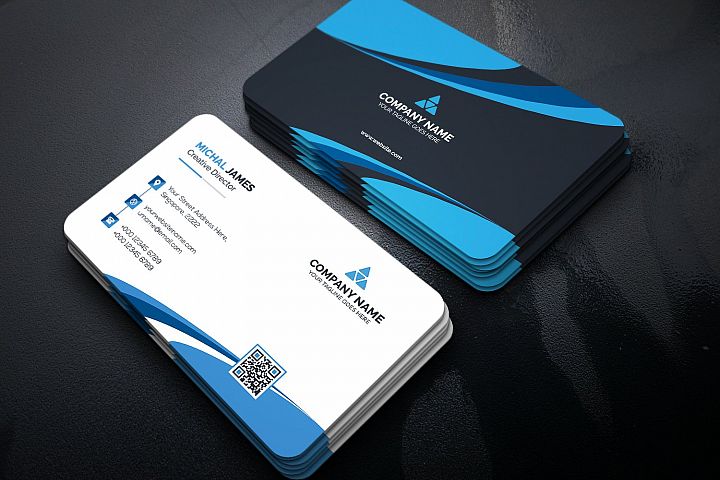 MICHAL JAMES
Creative Director
Your Street Address Here,
Singapore, 22222
yourwebsitename.com
urname@email.com
+000 12345 6789
+000 12345 6789
COMPANY NAME
YOUR TAGLINE GOES HERE
COMPANY NAME
YOUR TAGLINE GOES HERE
www.website.com